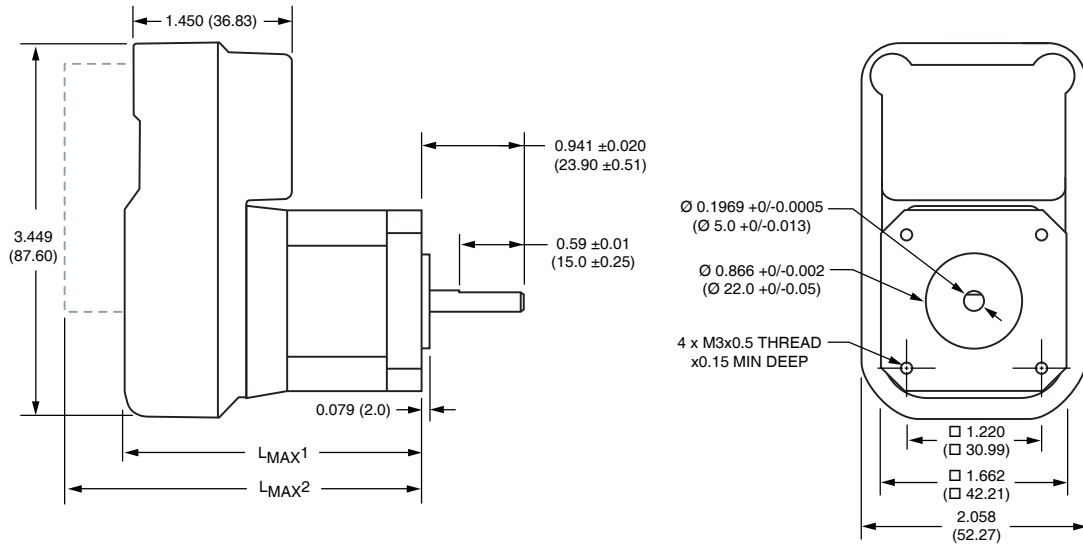 1.450 (36.83)
0.941 ±0.020
(23.90 ±0.51)
0.59 ±0.01
(15.0 ±0.25)
3.449
(87.60)
0.079 (2.0)
LMAX1
LMAX2
Ø 0.1969 +0/-0.0005
(Ø 5.0 +0/-0.013)
Ø 0.866 +0/-0.002
(Ø 22.0 +0/-0.05)
4 x M3x0.5 THREAD
x0.15 MIN DEEP
□ 1.220
(□ 30.99)
□ 1.662
(□ 42.21)
2.058
(52.27)